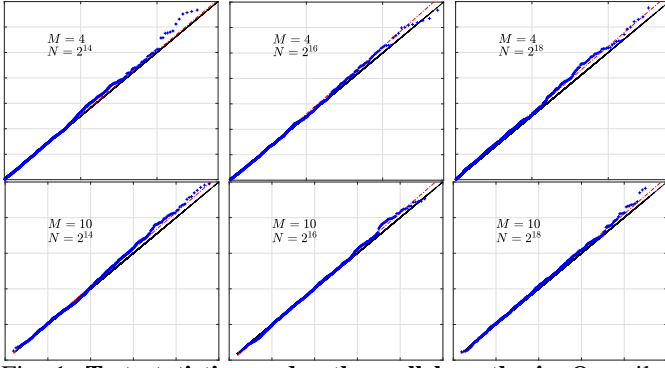 M = 4
N = 2^14
M = 4
N = 2^16
M = 4
N = 2^18
M = 10
N = 2^14
M = 10
N = 2^16
M = 10
N = 2^18